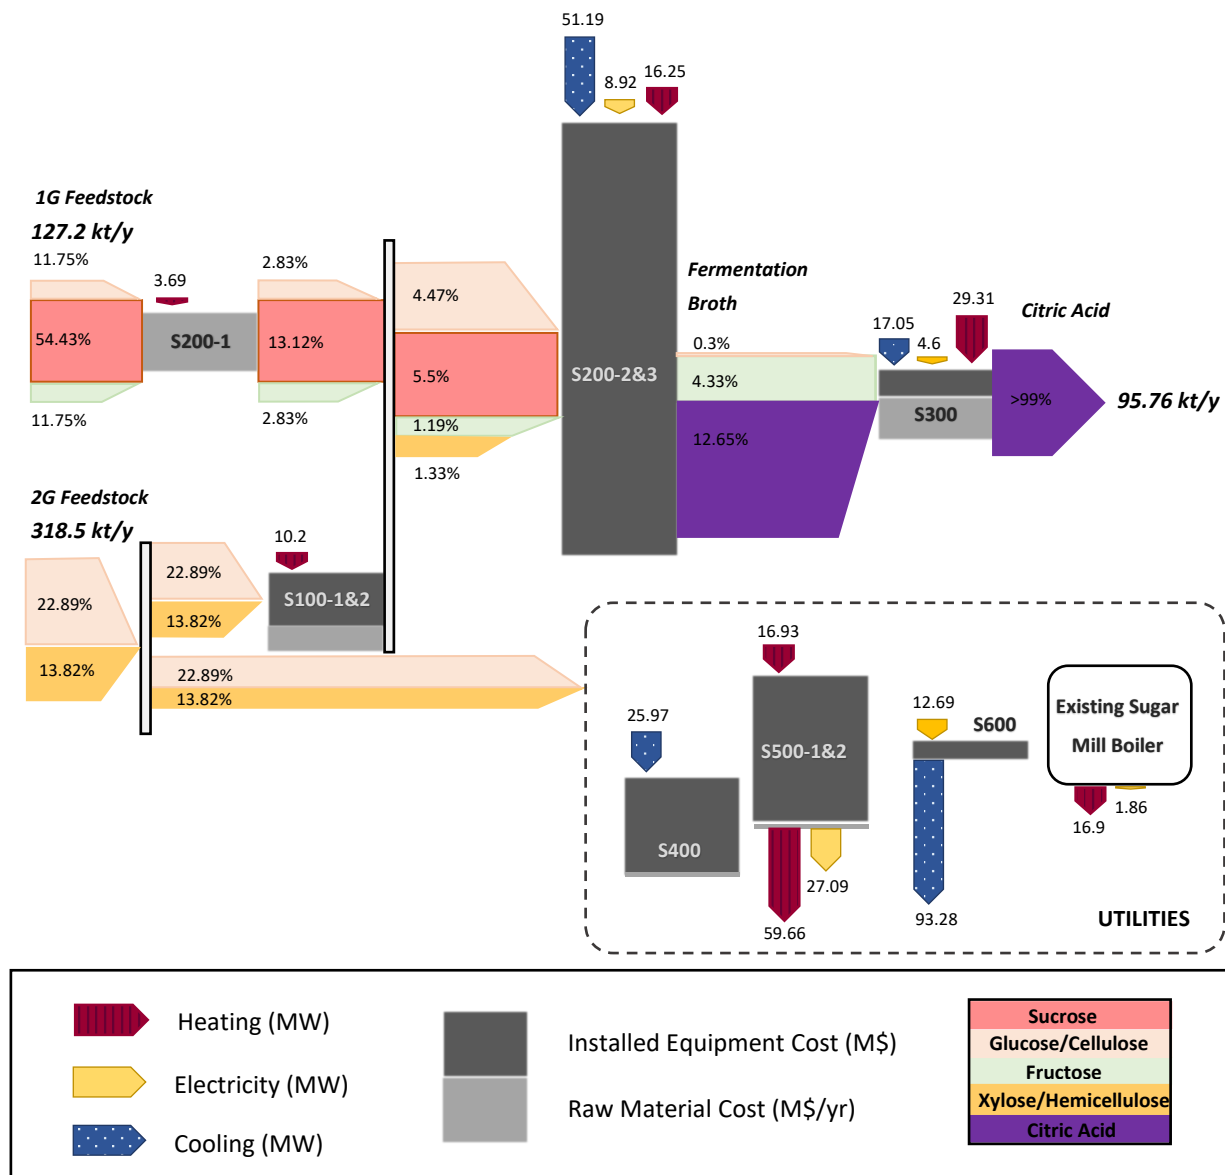 51.19
8.92
16.25
1G Feedstock
127.2 kt/y
11.75%
3.69
2.83%
54.43%
S200-1
13.12%
11.75%
2.83%
4.47%
5.5%
1.19%
1.33%
S200-2&3
Fermentation
Broth
0.3%
4.33%
12.65%
17.05
4.6
29.31
S300
Citric Acid
>99%
95.76 kt/y
2G Feedstock
318.5 kt/y
22.89%
13.82%
22.89%
13.82%
10.2
S100-1&2
22.89%
13.82%
25.97
S400
16.93
S500-1&2
59.66
27.09
12.69
S600
93.28
Existing Sugar
Mill Boiler
16.9
1.86
UTILITIES
Heating (MW)
Electricity (MW)
Cooling (MW)
Installed Equipment Cost (M$)
Raw Material Cost (M$/yr)
Sucrose
Glucose/Cellulose
Fructose
Xylose/Hemicellulose
Citric Acid